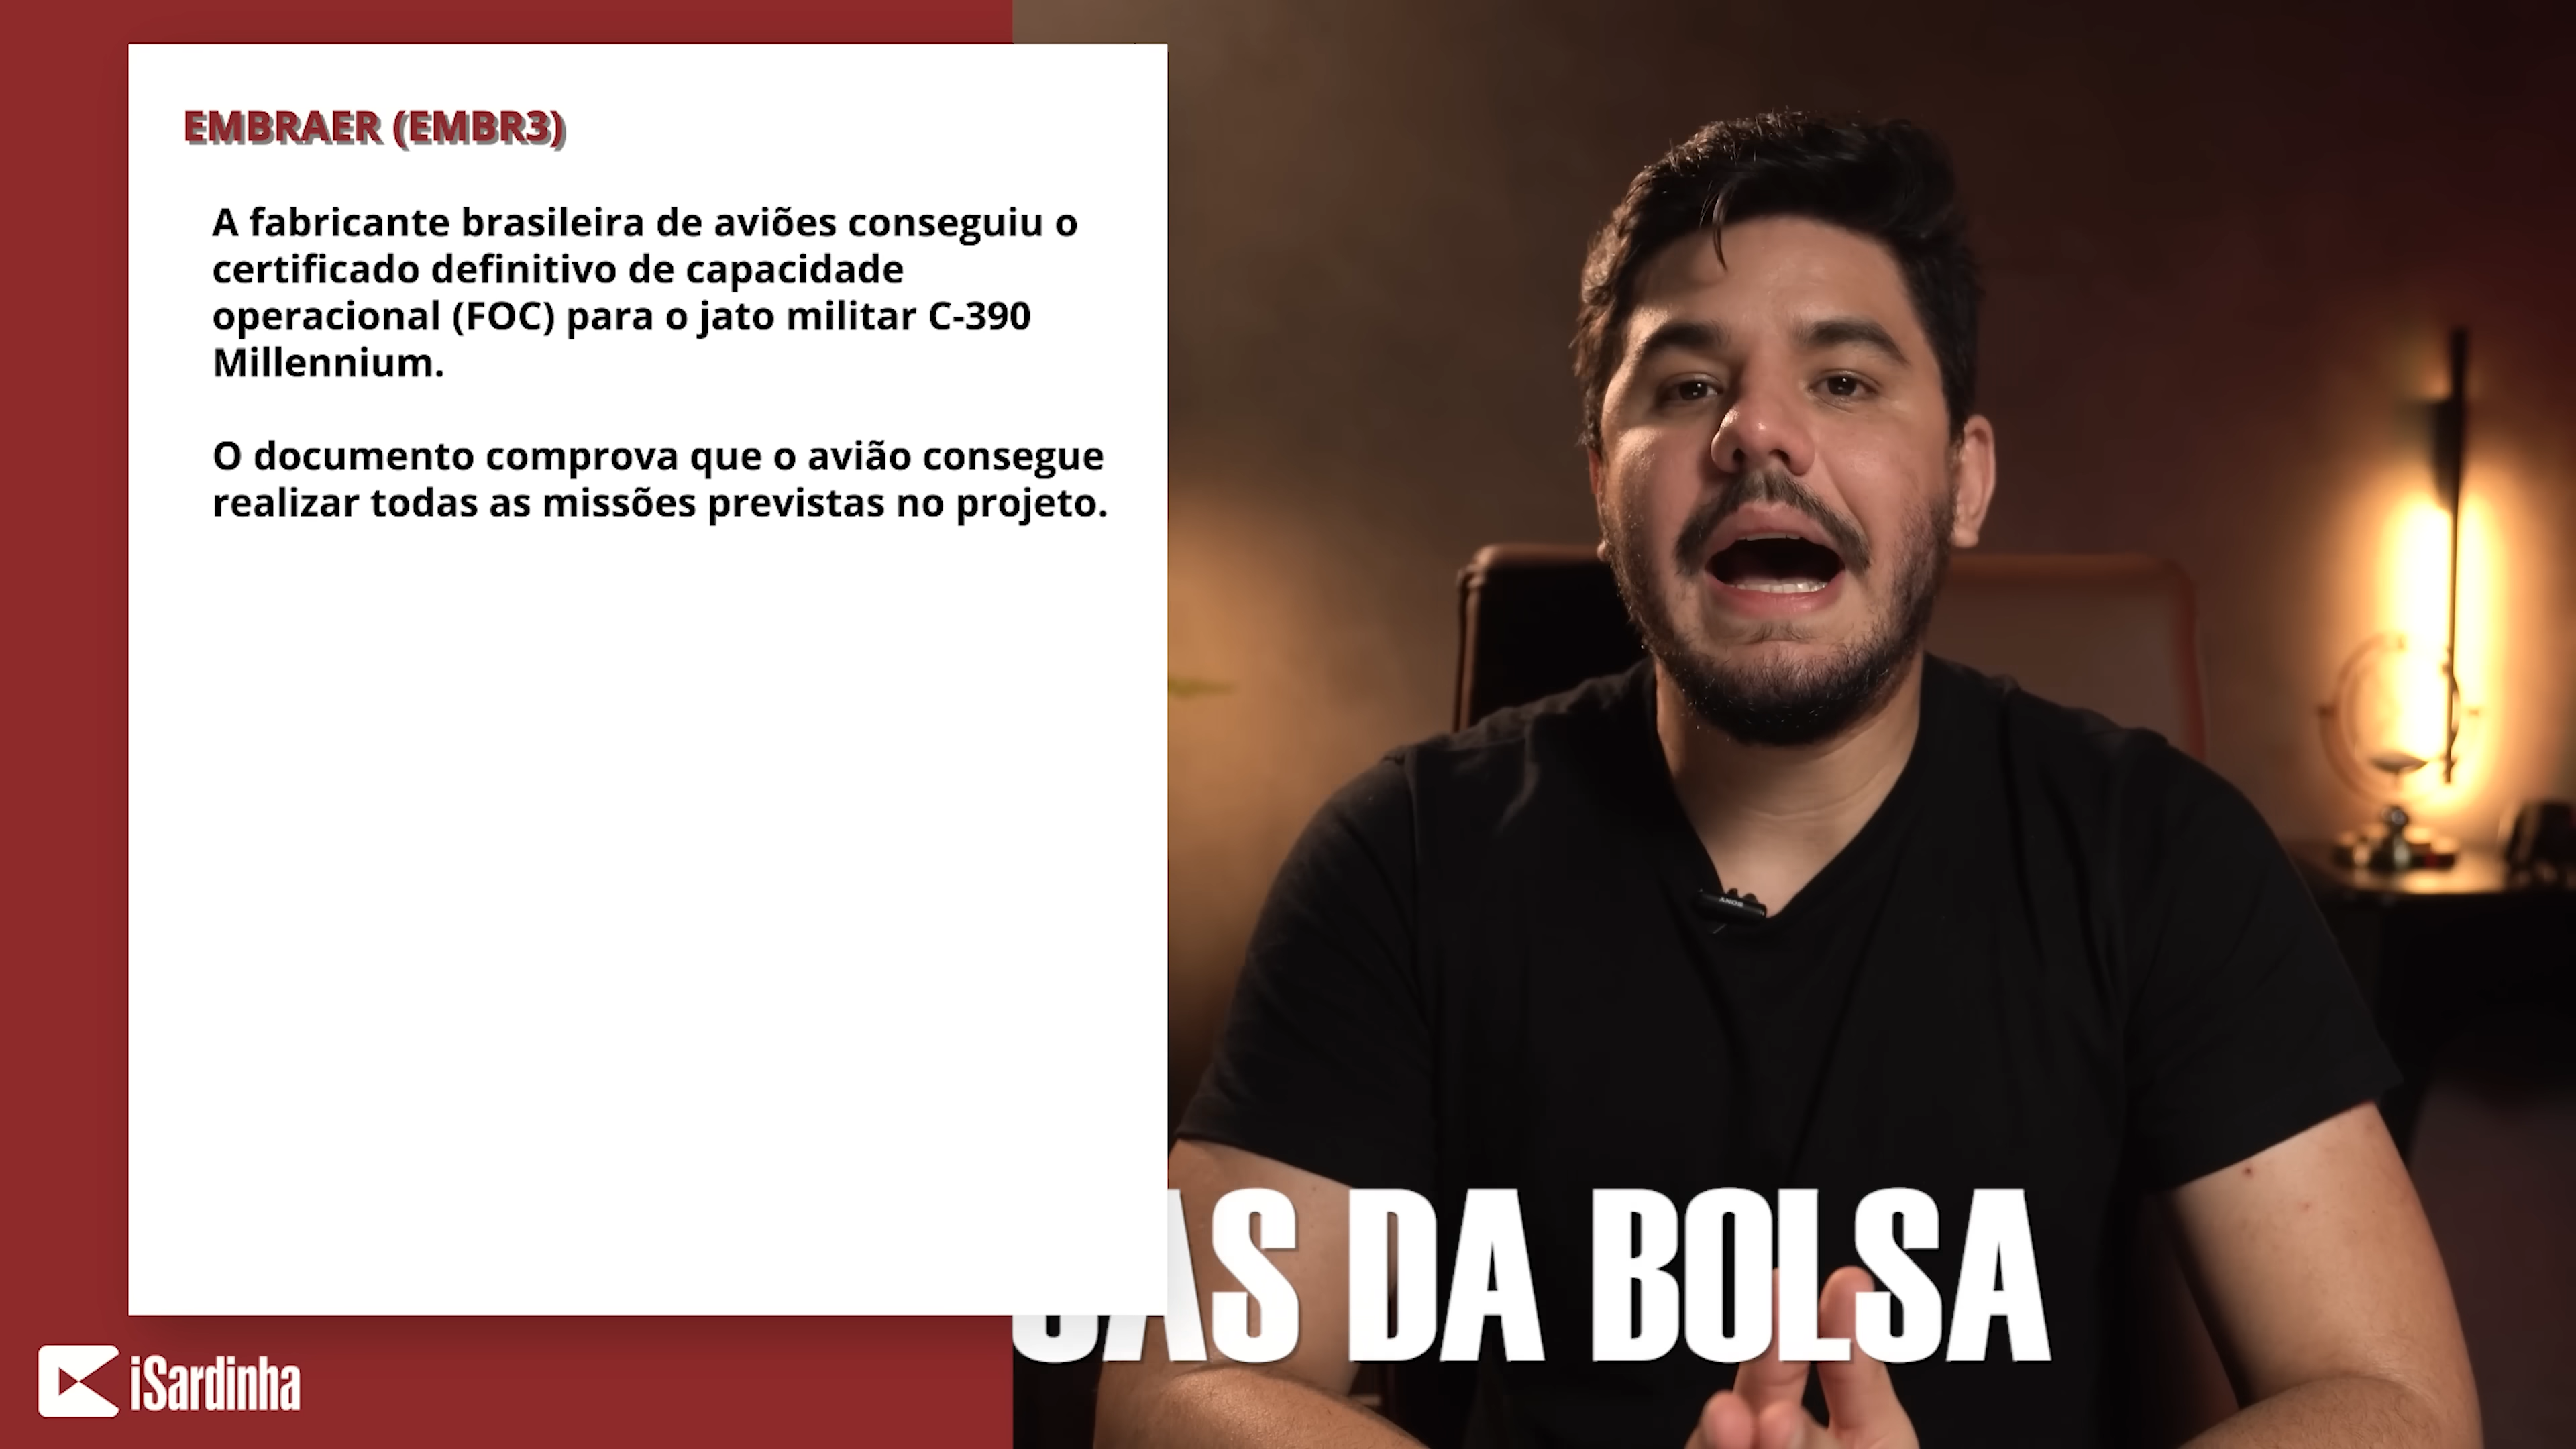 EMBRAER (EMBR3)
A fabricante brasileira de aviões conseguiu o
certificado definitivo de capacidade
operacional (FOC) para o jato militar C-390
Millennium.
O documento comprova que o avião consegue
realizar todas as missões previstas no projeto.
SONY
DA BOLSA
iSardinha